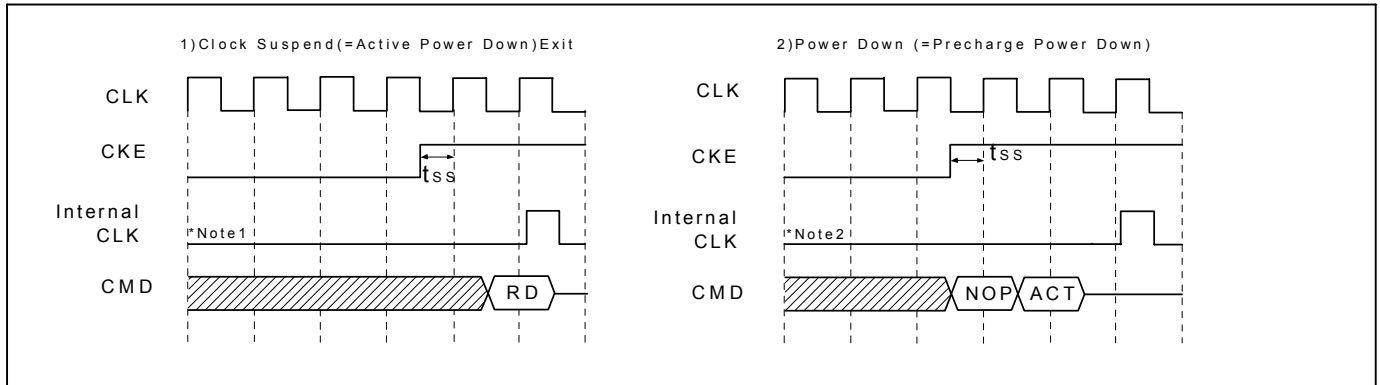 1)Clock Suspend(=Active Power Down)Exit
CLK
CKE
tss
Internal
CLK
*Note1
CMD
RD
2)Power Down (=Precharge Power Down)
CLK
CKE
tss
Internal
CLK
*Note2
CMD
NOP
ACT